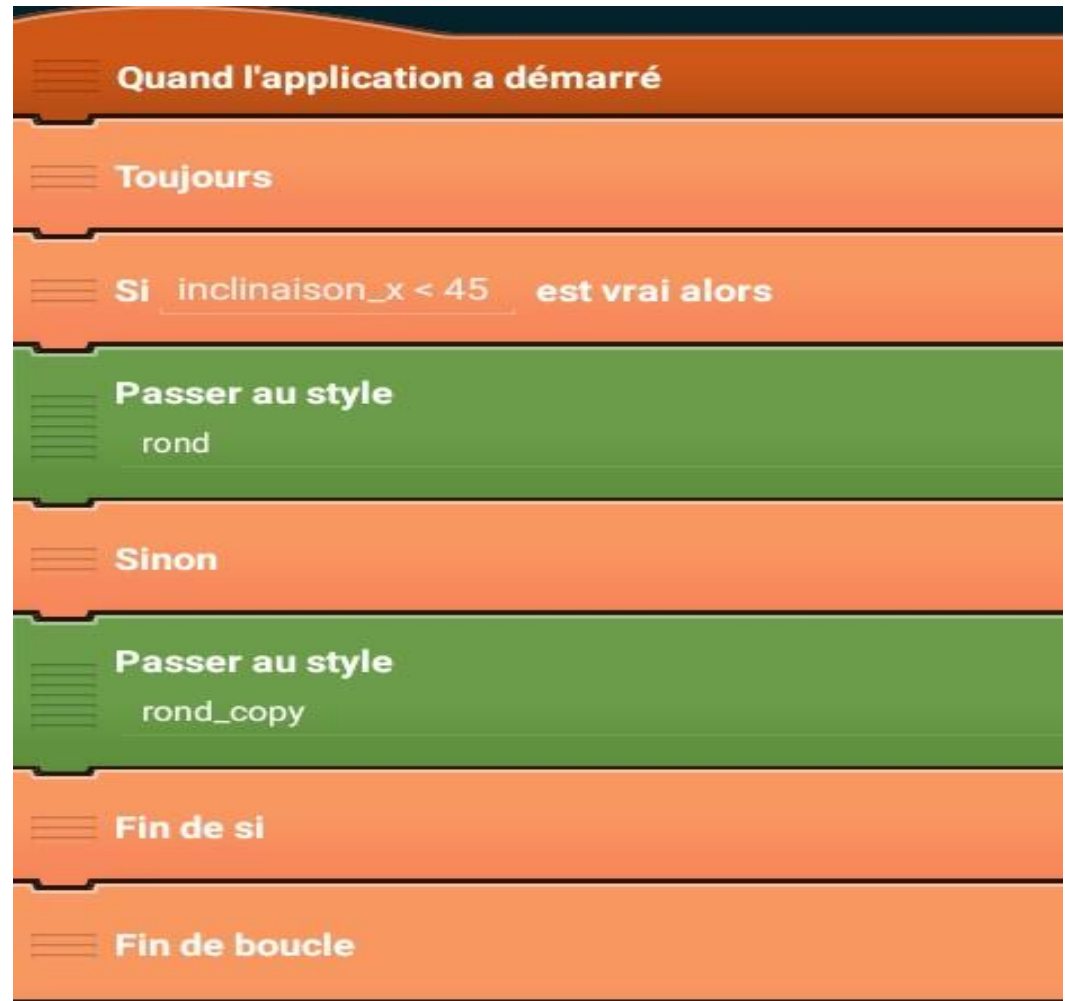 Quand l'application a démarré
Toujours
Si inclinaison_x < 45 est vrai alors
Passer au style
rond
Sinon
Passer au style
rond_copy
Fin de si
Fin de boucle